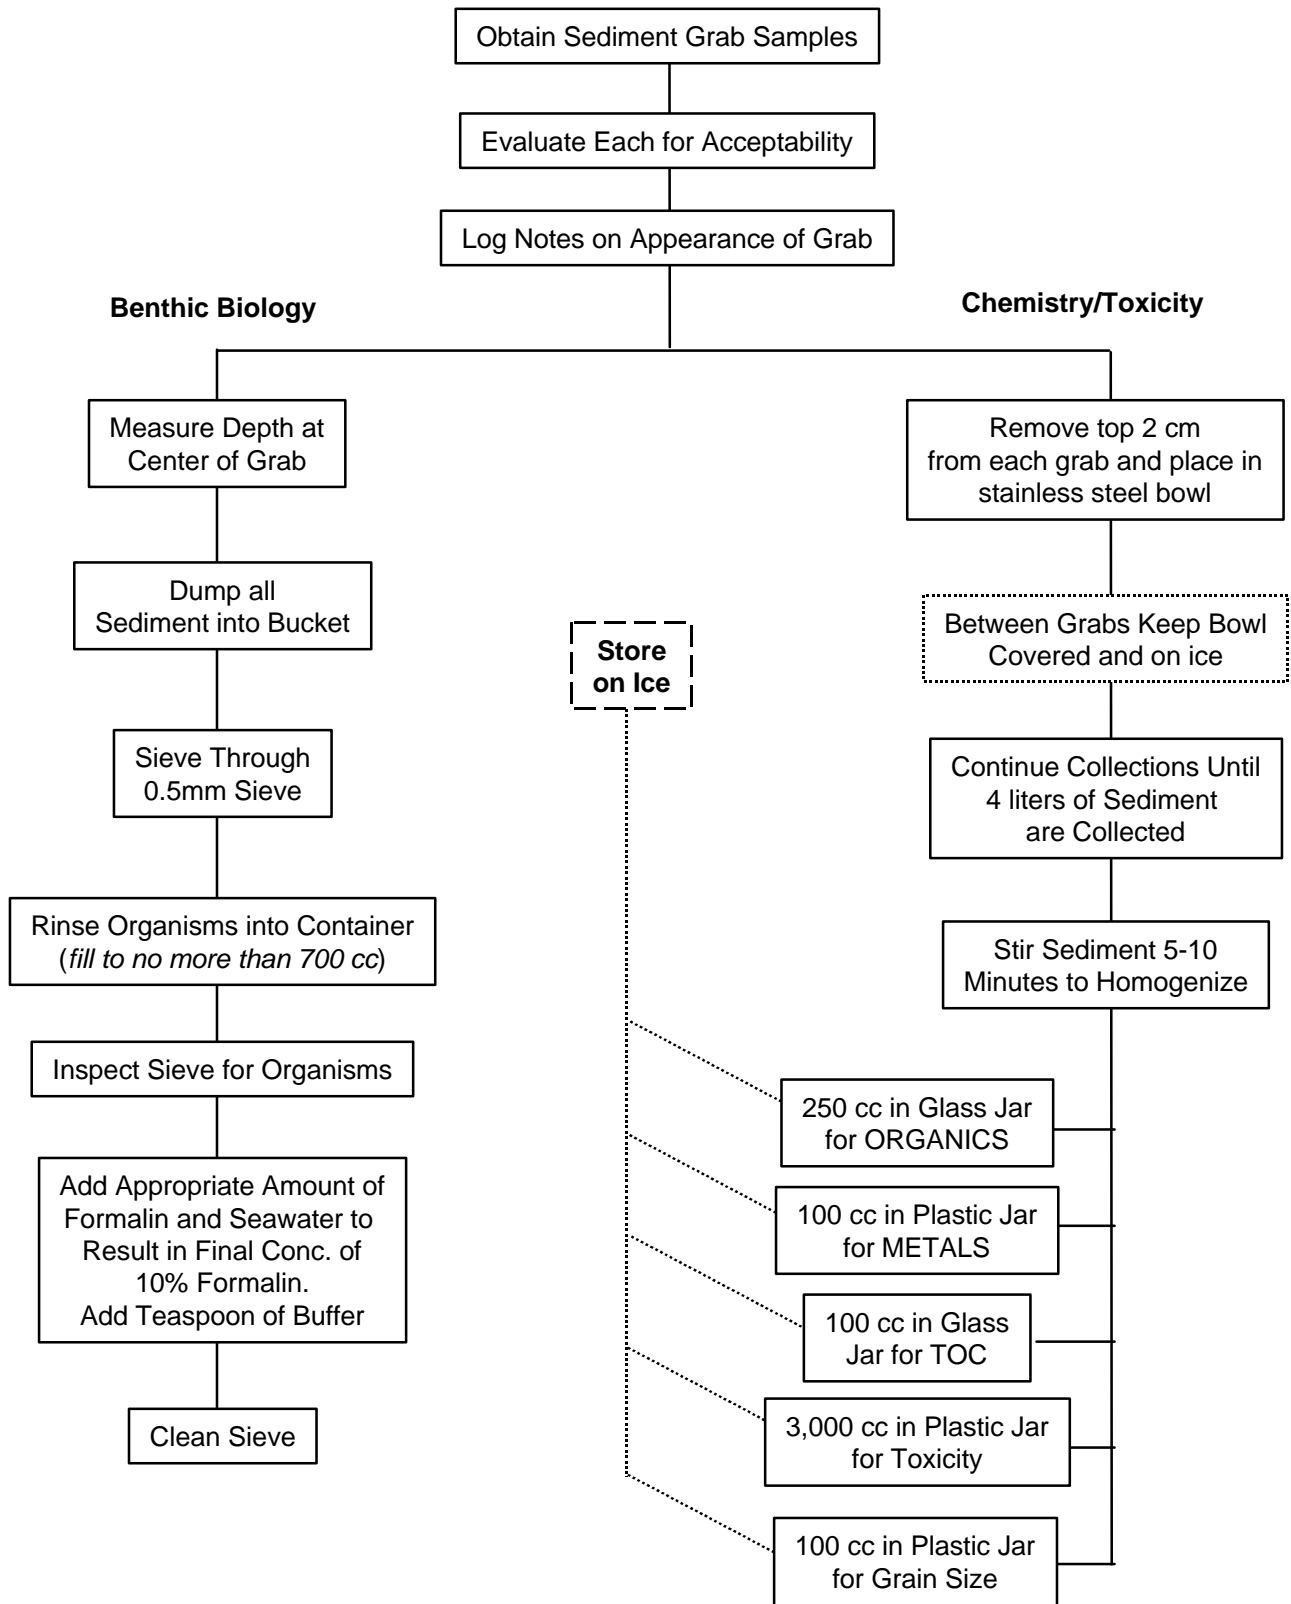 Obtain Sediment Grab Samples
Evaluate Each for Acceptability
Log Notes on Appearance of Grab
Benthic Biology
Measure Depth at
Center of Grab
Dump all
Sediment into Bucket
Sieve Through
0.5mm Sieve
Rinse Organisms into Container
(fill to no more than 700 cc)
Inspect Sieve for Organisms
Add Appropriate Amount of
Formalin and Seawater to
Result in Final Conc. of
10% Formalin.
Add Teaspoon of Buffer
Clean Sieve
Chemistry/Toxicity
Remove top 2 cm
from each grab and place in
stainless steel bowl
Between Grabs Keep Bowl
Covered and on ice
Continue Collections Until
4 liters of Sediment
are Collected
Stir Sediment 5-10
Minutes to Homogenize
Store
on Ice
250 cc in Glass Jar
for ORGANICS
100 cc in Plastic Jar
for METALS
100 cc in Glass
Jar for TOC
3,000 cc in Plastic Jar
for Toxicity
100 cc in Plastic Jar
for Grain Size